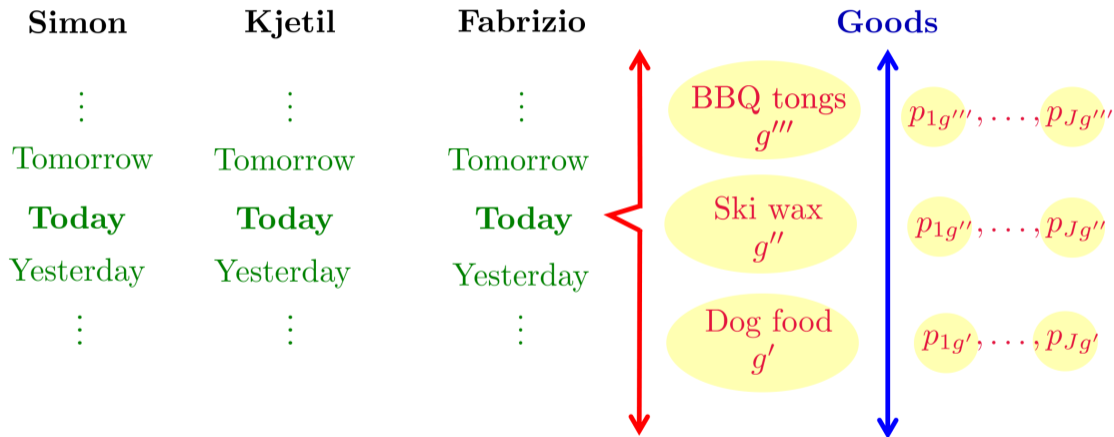 Simon Kjetil Fabrizio Goods
⋮ ⋮ ⋮
BBQ tongs
g''' p_{1g'''}, ..., p_{Jg'''}
Tomorrow Tomorrow Tomorrow
Today Today Today
Ski wax
g'' p_{1g''}, ..., p_{Jg''}
Yesterday Yesterday Yesterday
⋮ ⋮ ⋮
Dog food
g' p_{1g'}, ..., p_{Jg'}